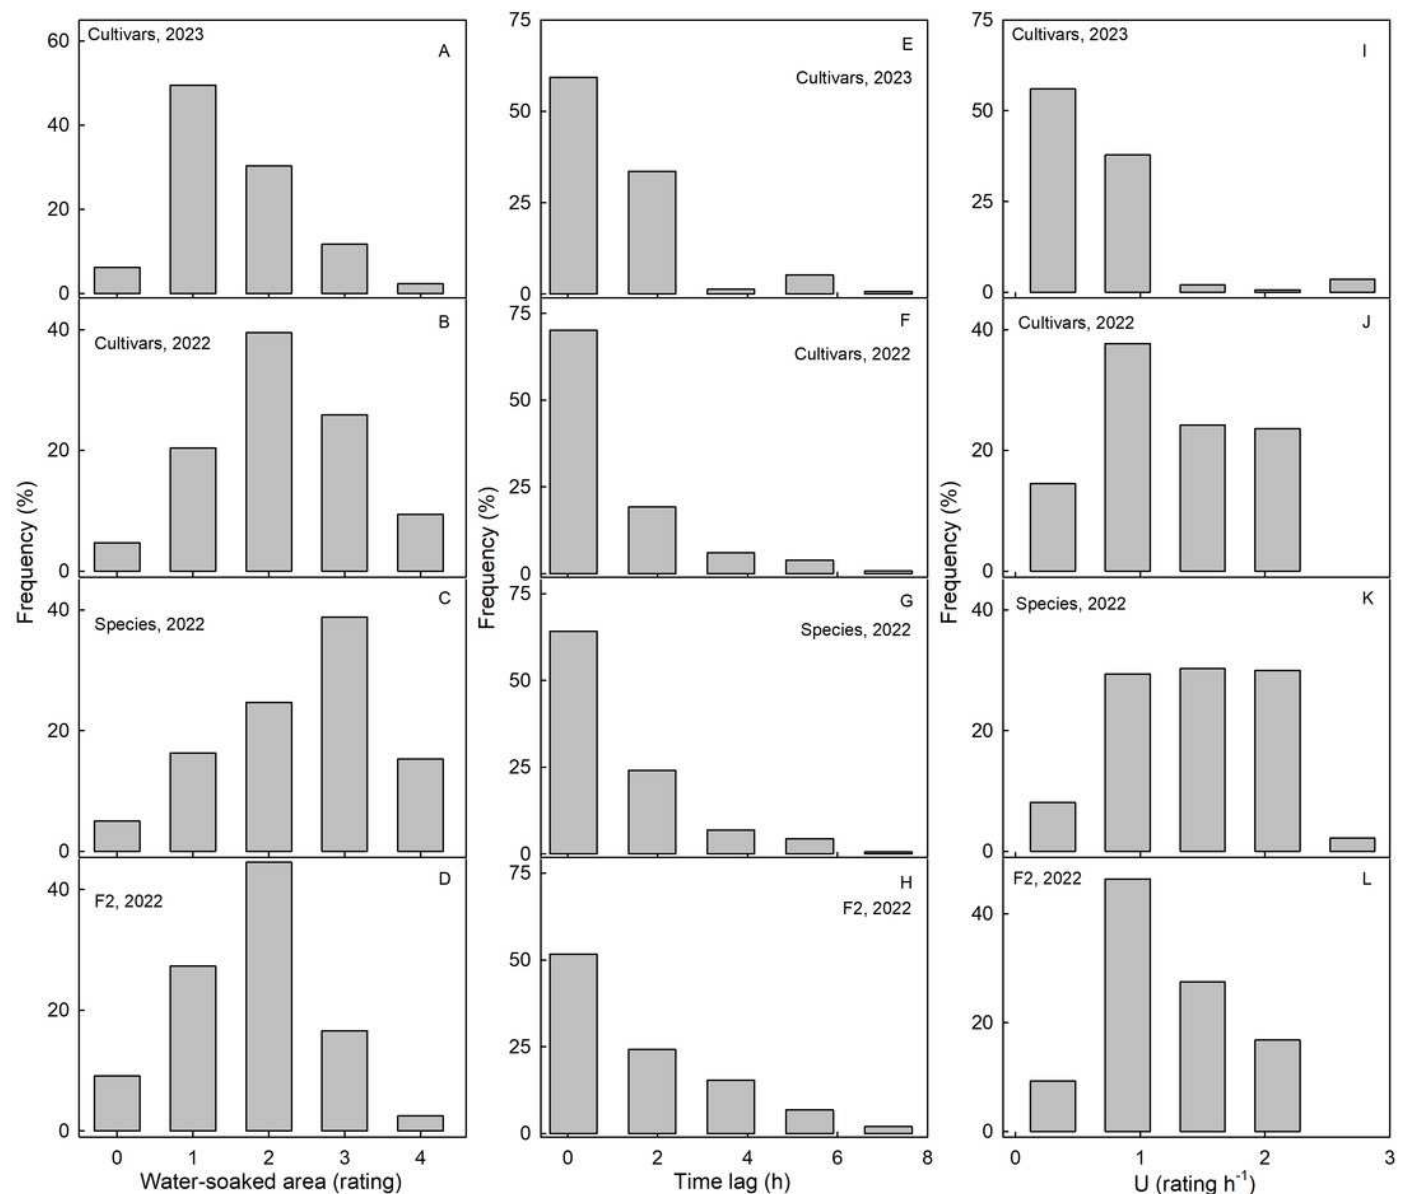 Cultivars, 2023
A
60
40
20
0
Cultivars, 2022
B
40
20
0
Species, 2022
C
40
20
0
F2, 2022
D
40
20
0
0 1 2 3 4
Water-soaked area (rating)
Frequency (%)
75
E
Cultivars, 2023
50
25
0
75
F
Cultivars, 2022
50
25
0
75
G
Species, 2022
50
25
0
75
H
F2, 2022
50
25
0
0 2 4 6 8
Time lag (h)
Frequency (%)
75
Cultivars, 2023
I
50
25
0
Cultivars, 2022
J
40
20
0
Species, 2022
K
40
20
0
F2, 2022
L
40
20
0
0 1 2 3
U (rating h⁻¹)
Frequency (%)